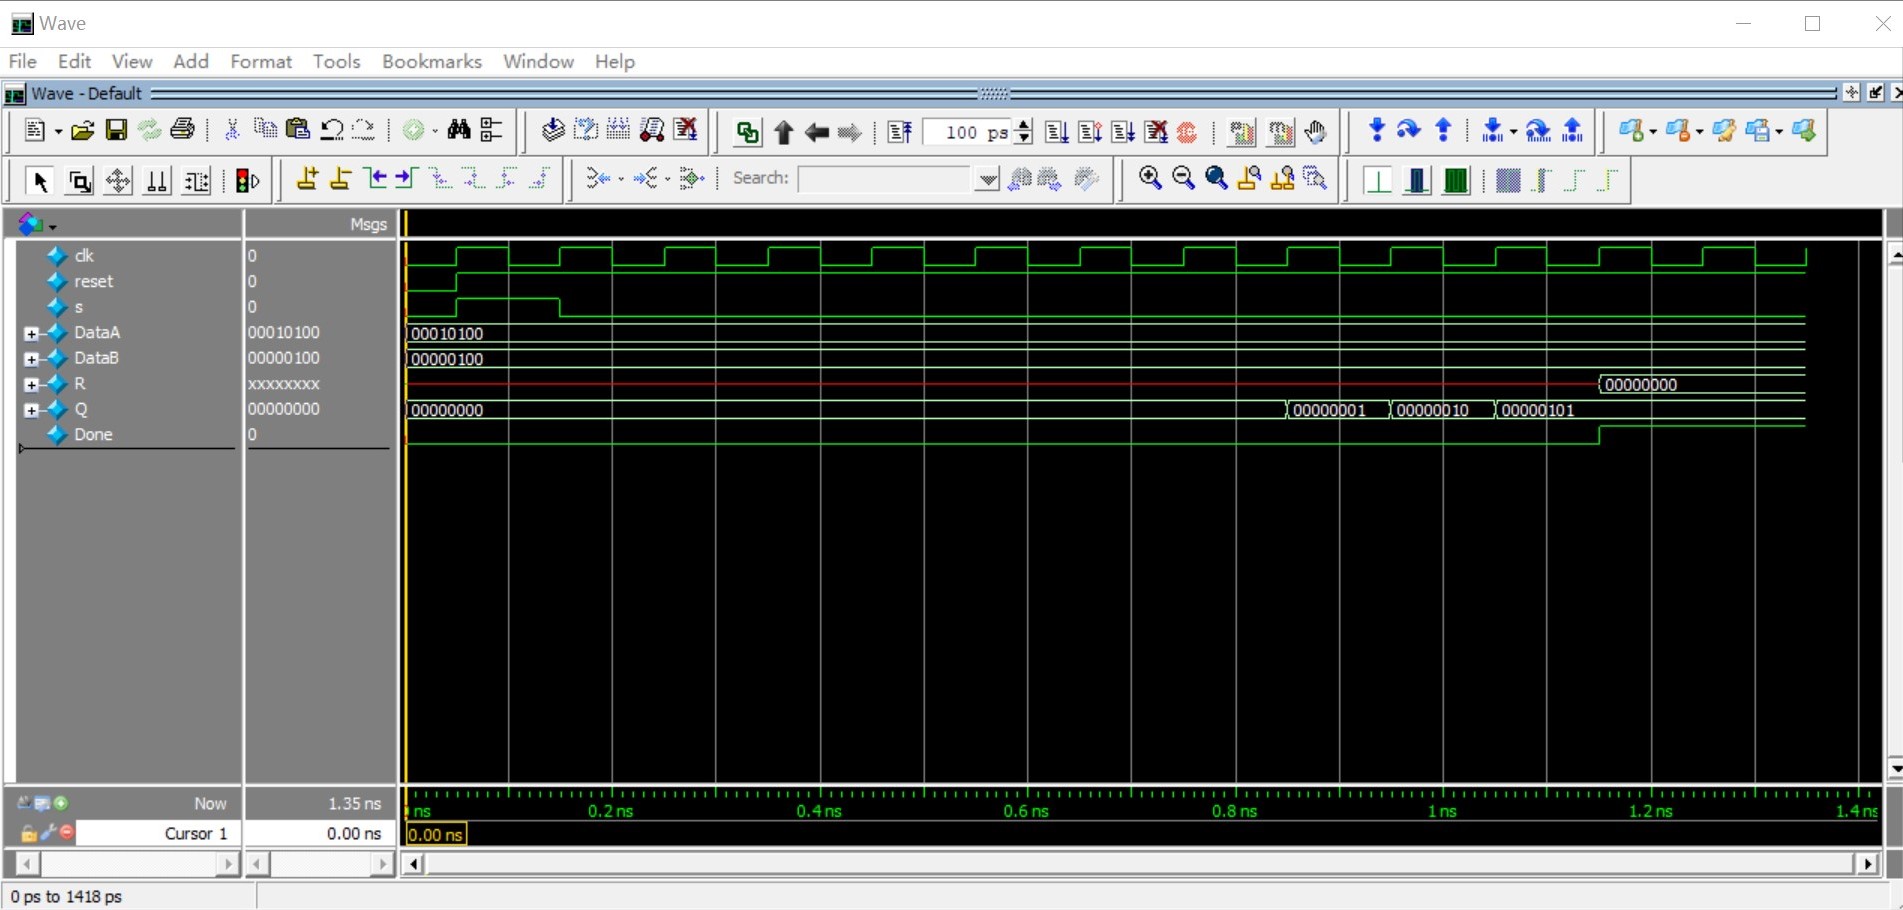 Wave
File Edit View Add Format Tools Bookmarks Window Help
Wave - Default
100 ps
Search:
Msgs
clk 0
reset 0
s 0
DataA 00010100 00010100
DataB 00000100 00000100
R xxxxxxxx 00000000
Q 00000000 00000000 00000001 00000010 00000101
Done 0
Now 1.35 ns ns 0.2 ns 0.4 ns 0.6 ns 0.8 ns 1 ns 1.2 ns 1.4 ns
Cursor 1 0.00 ns 0.00 ns
0 ps to 1418 ps